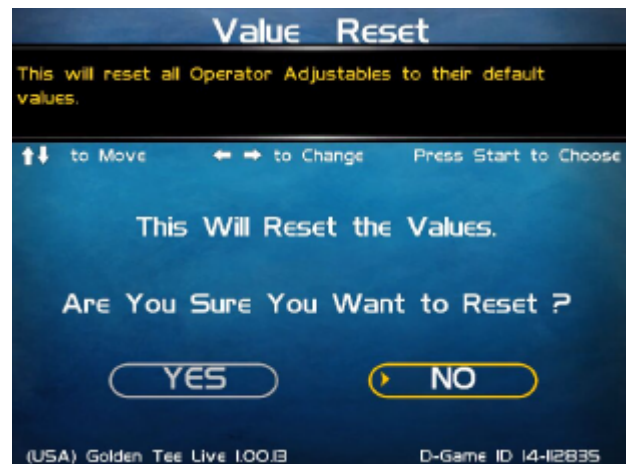 Value Reset
This will reset all Operator Adjustables to their default
values.
to Move to Change Press Start to Choose
This Will Reset the Values.
Are You Sure You Want to Reset ?
YES NO
(USA) Golden Tee Live 1.00.13 D-Game ID 14-112835